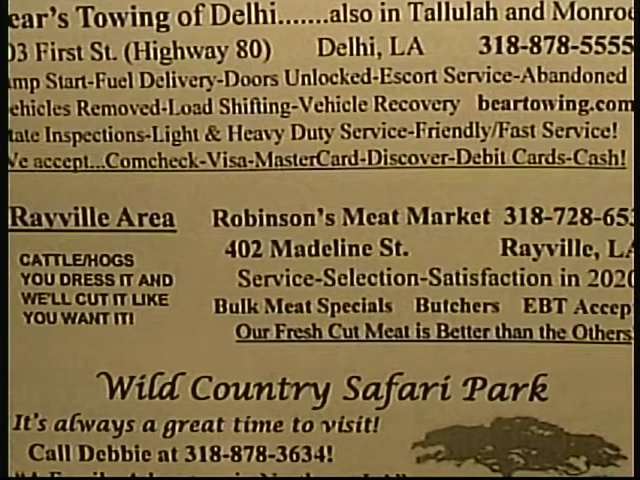 ear's Towing of Delhi.......also in Tallulah and Monroe
03 First St. (Highway 80) Delhi, LA 318-878-5555
mp Start-Fuel Delivery-Doors Unlocked-Escort Service-Abandoned
ehicles Removed-Load Shifting-Vehicle Recovery beartowing.com
tate Inspections-Light & Heavy Duty Service-Friendly/Fast Service!
We accept...Comcheck-Visa-MasterCard-Discover-Debit Cards-Cash!
Rayville Area Robinson's Meat Market 318-728-653
402 Madeline St. Rayville, LA
CATTLE/HOGS
YOU DRESS IT AND
WE'LL CUT IT LIKE
YOU WANT IT!
Service-Selection-Satisfaction in 2020
Bulk Meat Specials Butchers EBT Accep
Our Fresh Cut Meat is Better than the Others
Wild Country Safari Park
It's always a great time to visit!
Call Debbie at 318-878-3634!